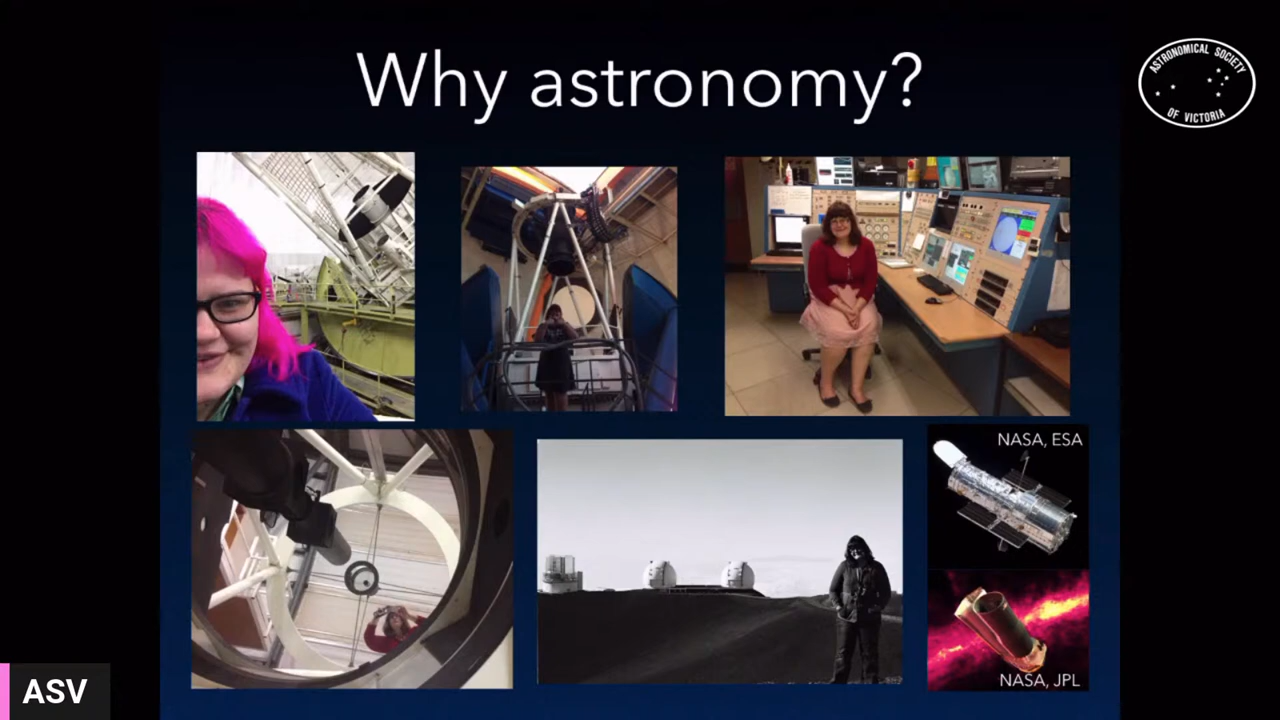 Why astronomy?
ASTRONOMICAL SOCIETY
OF VICTORIA
NASA, ESA
NASA, JPL
ASV